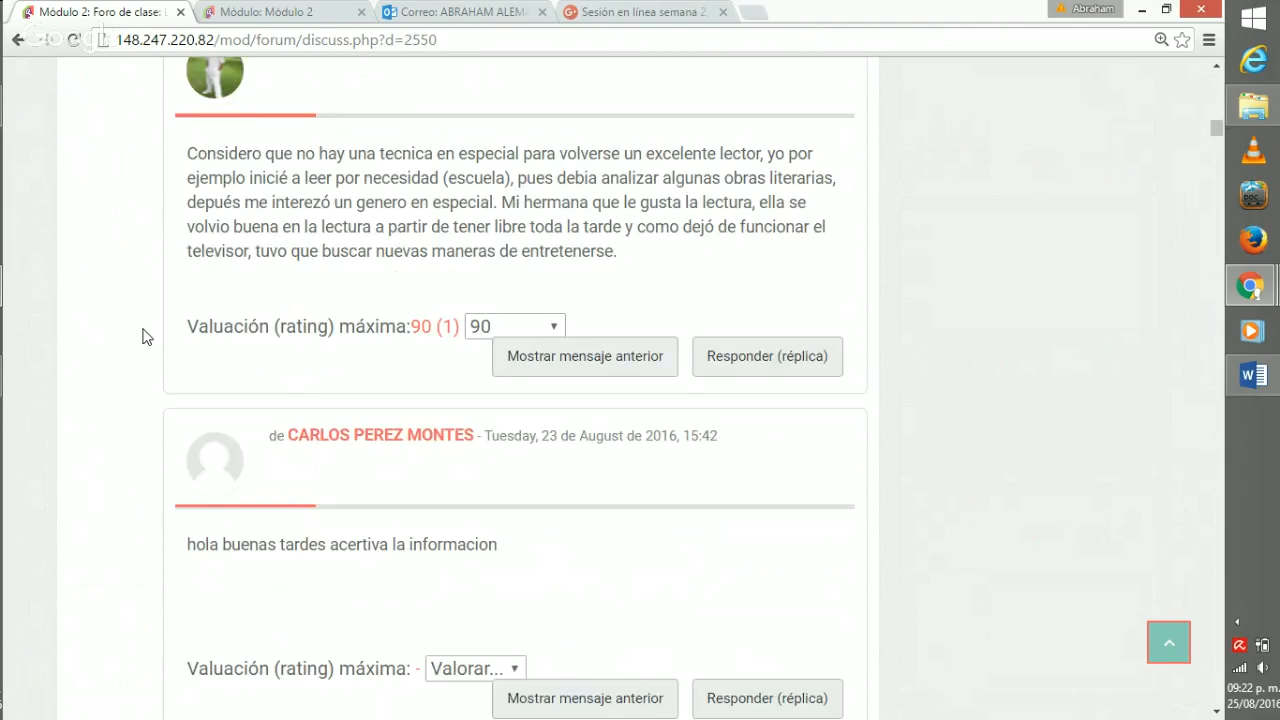 Módulo 2: Foro de clase:
Módulo: Módulo 2
Correo: ABRAHAM ALEM
Sesión en línea semana 2
Abraham
148.247.220.82/mod/forum/discuss.php?d=2550
Considero que no hay una tecnica en especial para volverse un excelente lector, yo por
ejemplo inicié a leer por necesidad (escuela), pues debia analizar algunas obras literarias,
depués me interezó un genero en especial. Mi hermana que le gusta la lectura, ella se
volvio buena en la lectura a partir de tener libre toda la tarde y como dejó de funcionar el
televisor, tuvo que buscar nuevas maneras de entretenerse.
Valuación (rating) máxima:90 (1) 90
Mostrar mensaje anterior Responder (réplica)
de CARLOS PEREZ MONTES - Tuesday, 23 de August de 2016, 15:42
hola buenas tardes acertiva la informacion
Valuación (rating) máxima: - Valorar...
Mostrar mensaje anterior Responder (réplica)
09:22 p. m.
25/08/2016